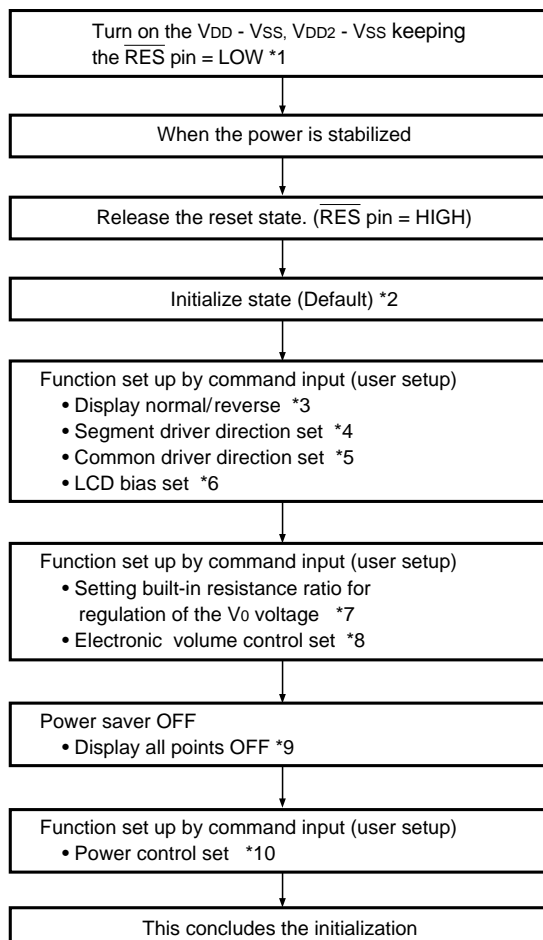 Turn on the VDD - VSS, VDD2 - VSS keeping
the RES pin = LOW *1
When the power is stabilized
Release the reset state. (RES pin = HIGH)
Initialize state (Default) *2
Function set up by command input (user setup)
• Display normal/reverse *3
• Segment driver direction set *4
• Common driver direction set *5
• LCD bias set *6
Function set up by command input (user setup)
• Setting built-in resistance ratio for
regulation of the V0 voltage *7
• Electronic volume control set *8
Power saver OFF
• Display all points OFF *9
Function set up by command input (user setup)
• Power control set *10
This concludes the initialization